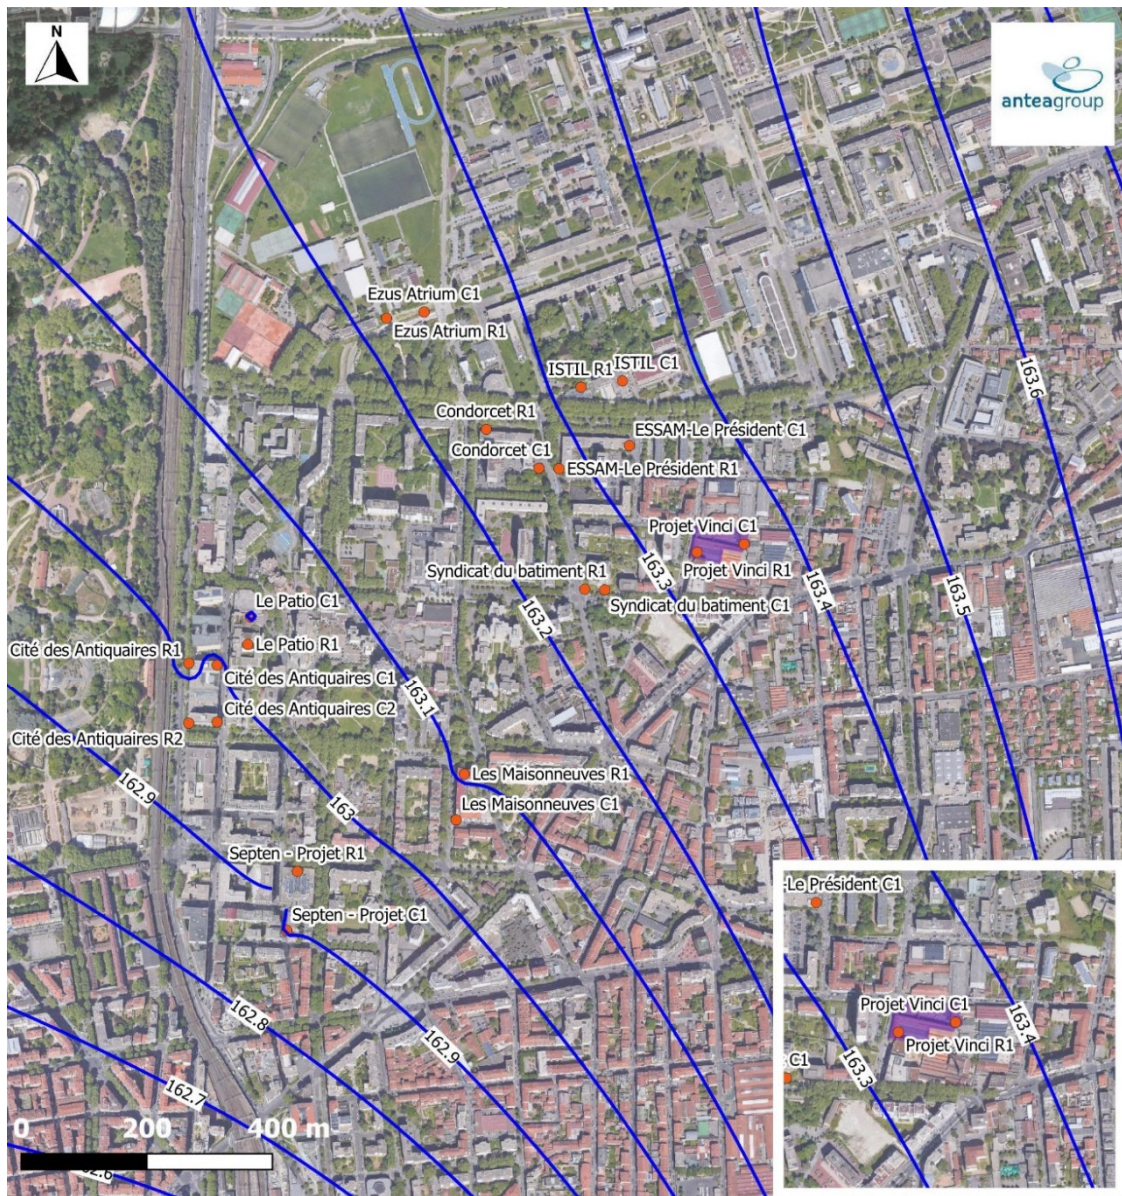 N
anteagroup
Ezus Atrium C1
Ezus Atrium R1
ISTIL R1
ISTIL C1
163.6
Condorcet R1
ESSAM-Le Président C1
Condorcet C1
ESSAM-Le Président R1
Projet Vinci C1
Projet Vinci R1
163.3
Syndicat du batiment R1
Syndicat du batiment C1
163.4
163.5
Le Patio C1
163.2
Le Patio R1
Cité des Antiquaires R1
Cité des Antiquaires C1
163.1
Cité des Antiquaires C2
Cité des Antiquaires R2
Les Maisonneuves R1
162.9
163
Les Maisonneuves C1
Septen - Projet R1
-Le Président C1
Septen - Projet C1
Projet Vinci C1
163.4
Projet Vinci R1
162.8
162.9
C1
163.3
162.7
0 200 400 m